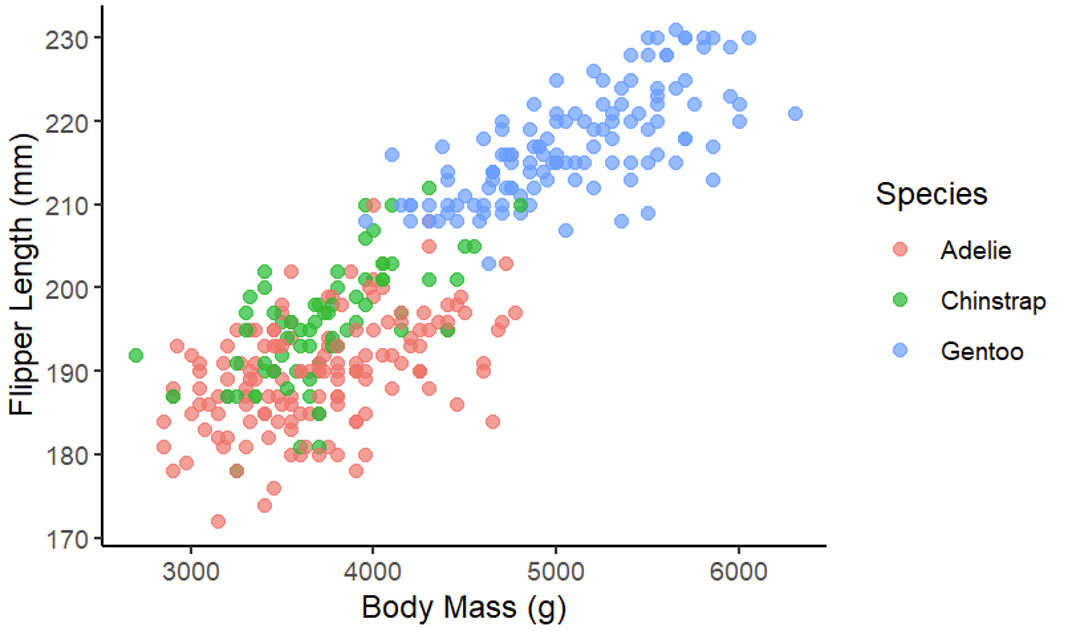 230
220
210
200
190
180
170
Flipper Length (mm)
3000 4000 5000 6000
Body Mass (g)
Species
Adelie
Chinstrap
Gentoo